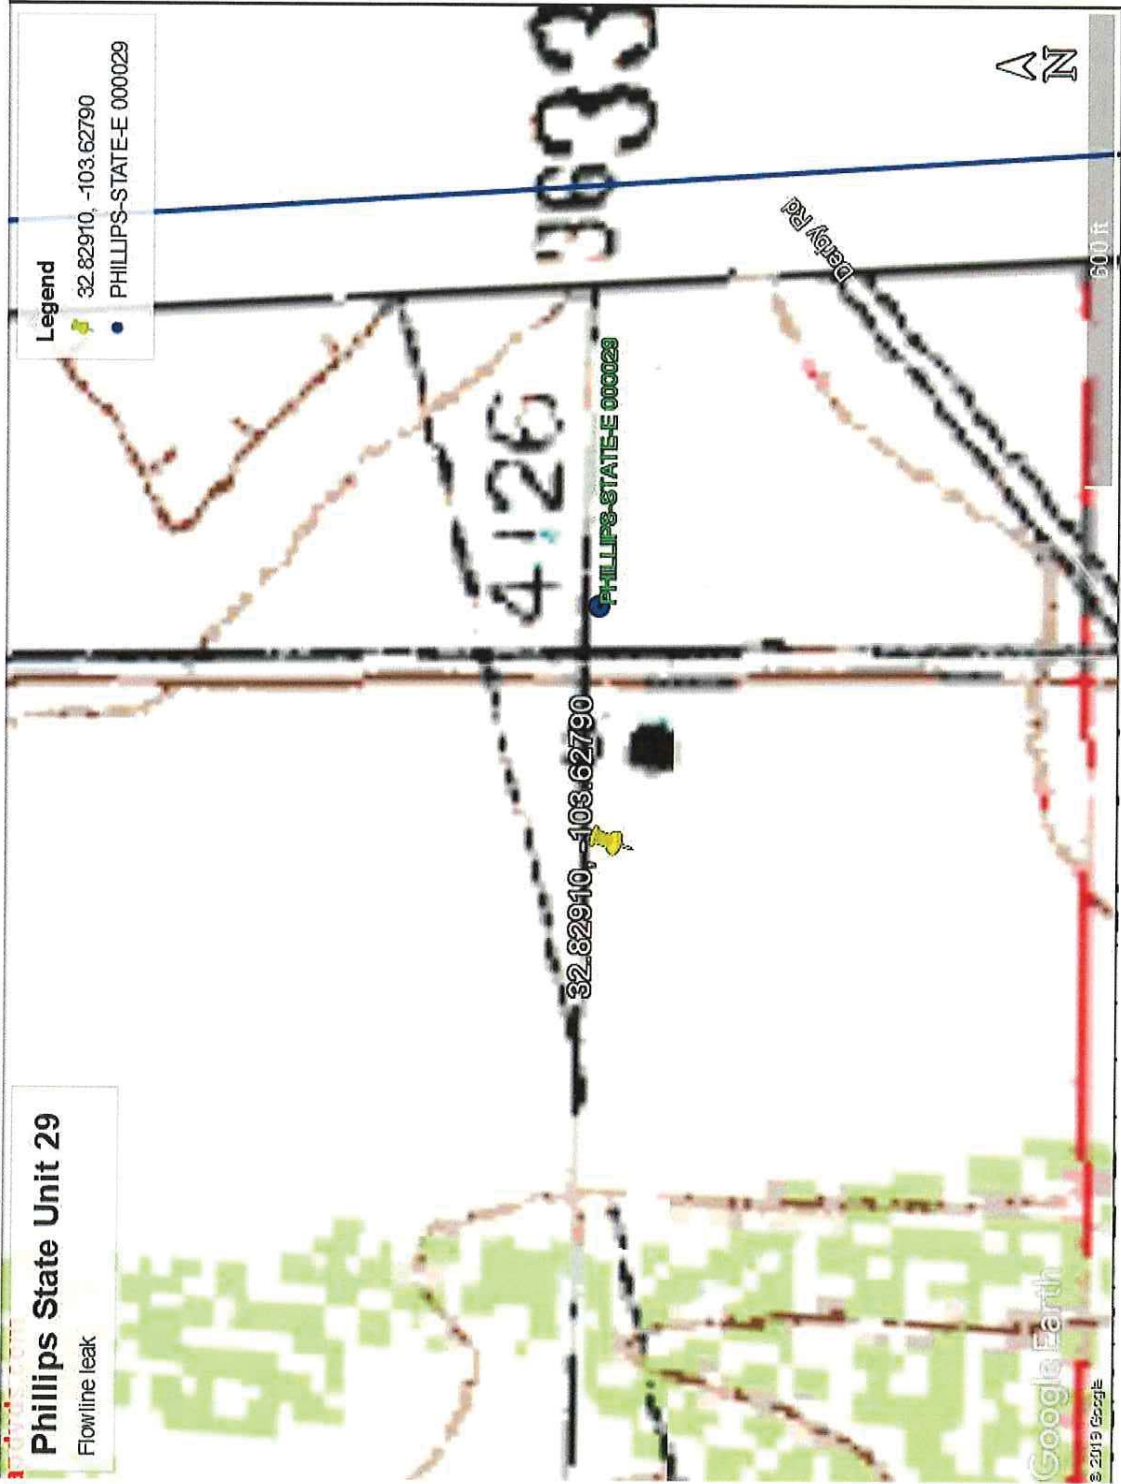 Phillips State Unit 29
Flowline leak
Legend
32.82910, -103.62790
PHILLIPS-STATE-E 000029
4126
3633
32.82910, -103.62790
PHILLIPS-STATE-E 000029
Derby Rd
Google Earth
© 2019 Google
600 ft
N